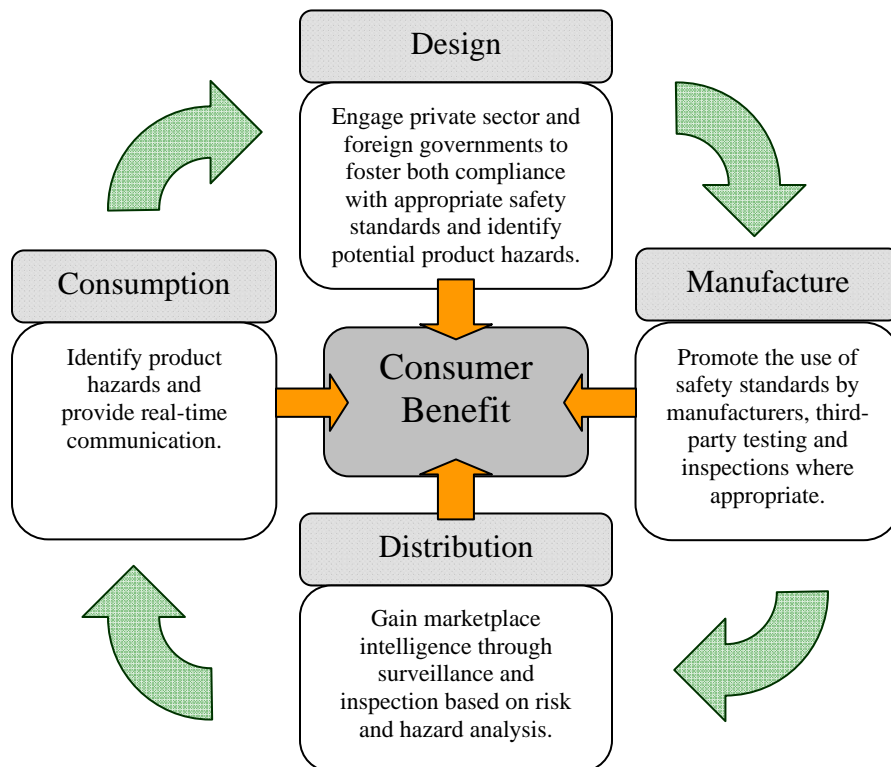 Design
Engage private sector and
foreign governments to
foster both compliance
with appropriate safety
standards and identify
potential product hazards.
Consumption
Identify product
hazards and
provide real-time
communication.
Consumer
Benefit
Manufacture
Promote the use of
safety standards by
manufacturers, third-
party testing and
inspections where
appropriate.
Distribution
Gain marketplace
intelligence through
surveillance and
inspection based on risk
and hazard analysis.